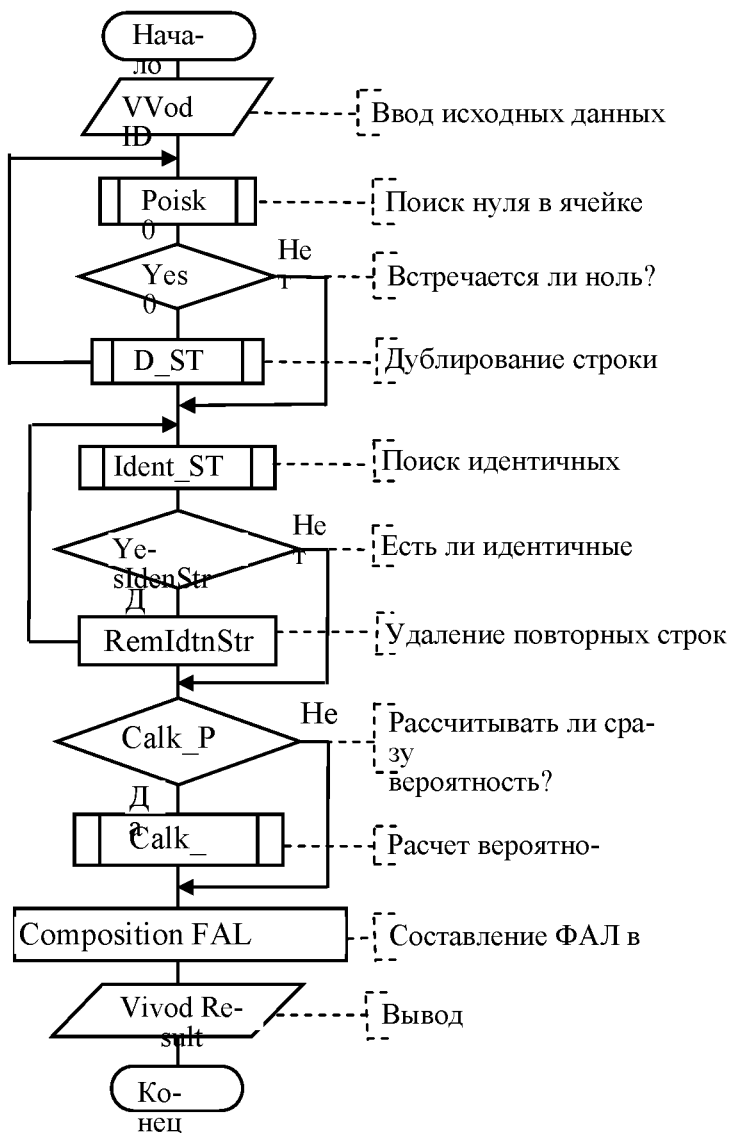 Нача-
ло
VVod
ID
Ввод исходных данных
Poisk
0
Поиск нуля в ячейке
Не
т
Yes
0
Встречается ли ноль?
D_ST
Дублирование строки
Ident_ST
Поиск идентичных
Не
т
Ye-
sIdenStr
Есть ли идентичные
Д
RemIdtnStr
Удаление повторных строк
Не
Calk_P
Рассчитывать ли сра-
зу
вероятность?
Д
а
Calk_
Расчет вероятно-
Composition FAL
Составление ФАЛ в
Vivod Re-
sult
Вывод
Ко-
нец